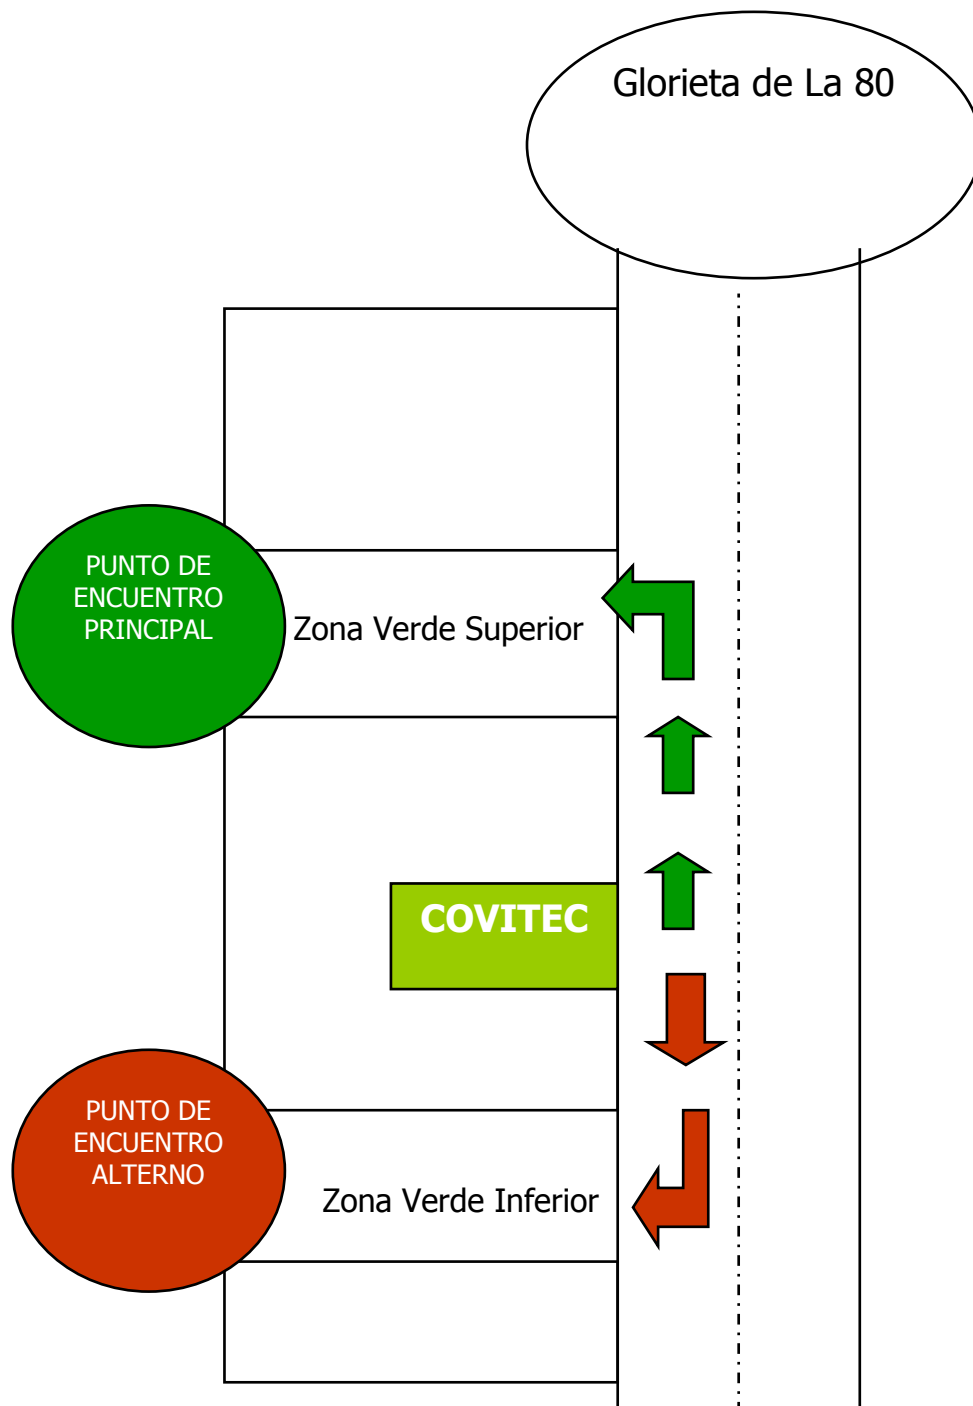 Glorieta de La 80
PUNTO DE
ENCUENTRO
PRINCIPAL
Zona Verde Superior
COVITEC
PUNTO DE
ENCUENTRO
ALTERNO
Zona Verde Inferior